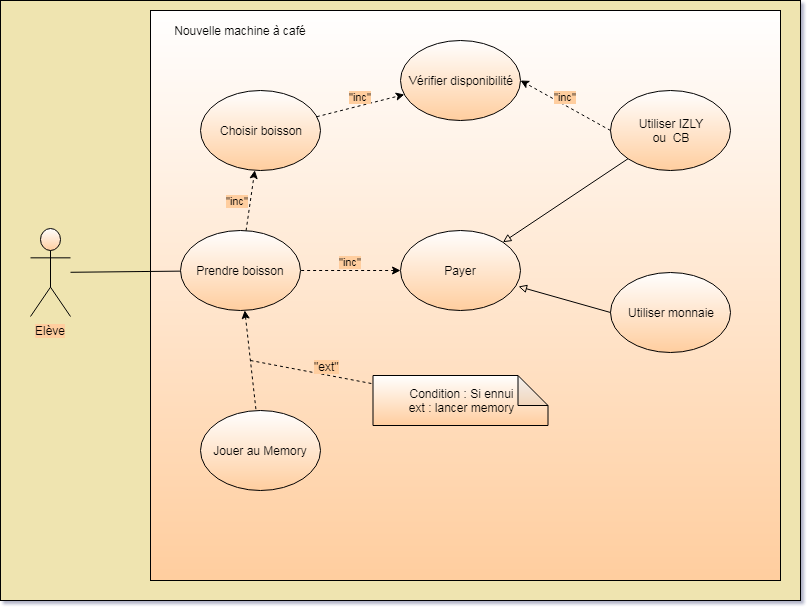 Nouvelle machine à café
Vérifier disponibilité
"inc"
"inc"
Choisir boisson
Utiliser IZLY
ou CB
"inc"
Prendre boisson
"inc"
Payer
Utiliser monnaie
Elève
"ext"
Condition : Si ennui
ext : lancer memory
Jouer au Memory